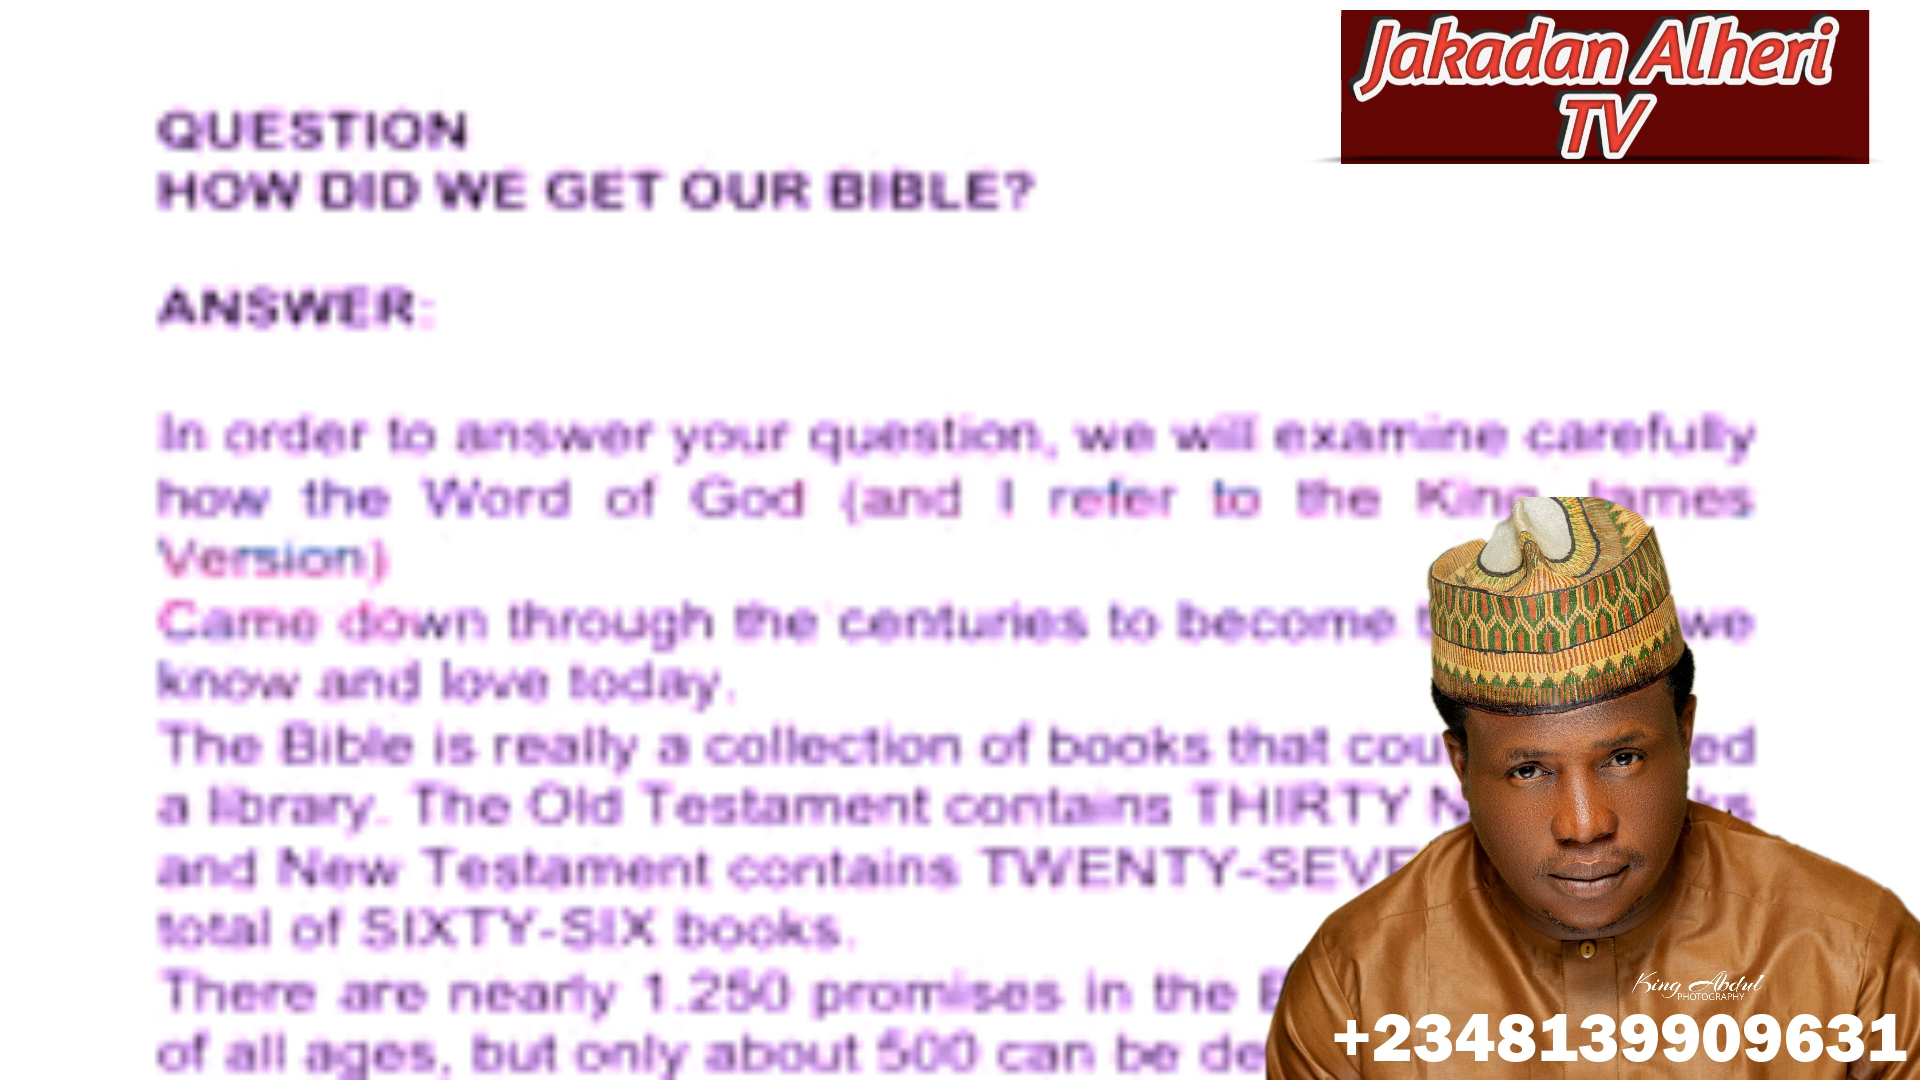 Jakadan Alheri
TV
QUESTION
HOW DID WE GET OUR BIBLE?
ANSWER:
In order to answer your question, we will examine carefully
how the Word of God (and I refer to the King James
Version)
Came down through the centuries to become we
know and love today.
The Bible is really a collection of books that
a library. The Old Testament contains THIRTY
and New Testament contains
total of SIXTY-SIX books.
There are nearly 1.250 promises in the
of all ages, but only about 500 can be
King Abdul
PHOTOGRAPHY
+2348139909631